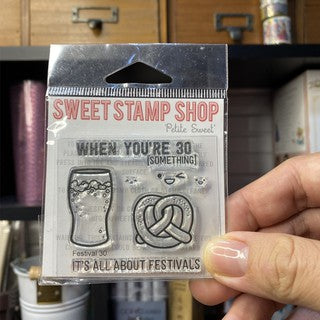 SWEET STAMP SHOP
Petite Sweet
WHEN YOU'RE 30
[SOMETHING]
Festival 30
IT'S ALL ABOUT FESTIVALS